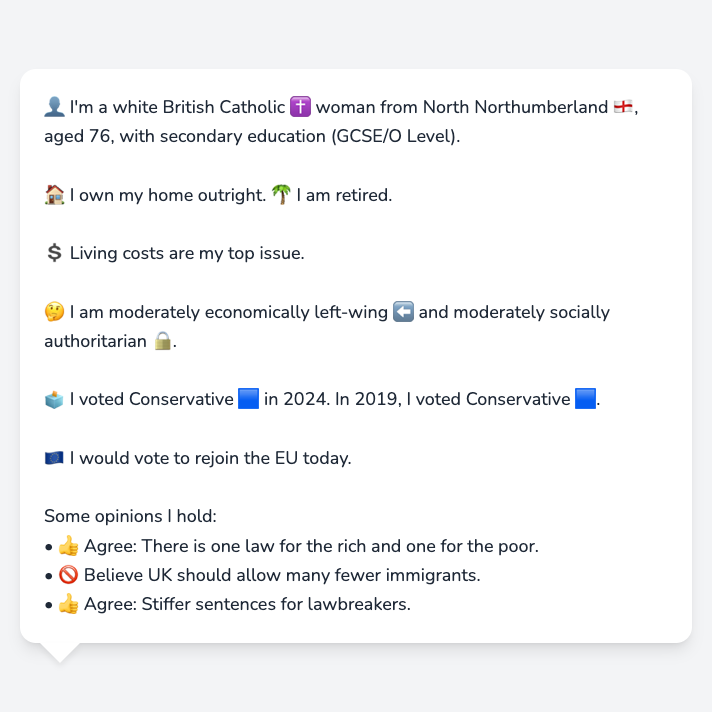 👤 I'm a white British Catholic ✝️ woman from North Northumberland 🏴󠁧󠁢󠁥󠁮󠁧󠁿,
aged 76, with secondary education (GCSE/O Level).
🏠 I own my home outright. 🌴 I am retired.
💲 Living costs are my top issue.
🤔 I am moderately economically left-wing ⬅️ and moderately socially
authoritarian 🔒.
🗳️ I voted Conservative 🟦 in 2024. In 2019, I voted Conservative 🟦.
🇪🇺 I would vote to rejoin the EU today.
Some opinions I hold:
• 👍 Agree: There is one law for the rich and one for the poor.
• 🚫 Believe UK should allow many fewer immigrants.
• 👍 Agree: Stiffer sentences for lawbreakers.